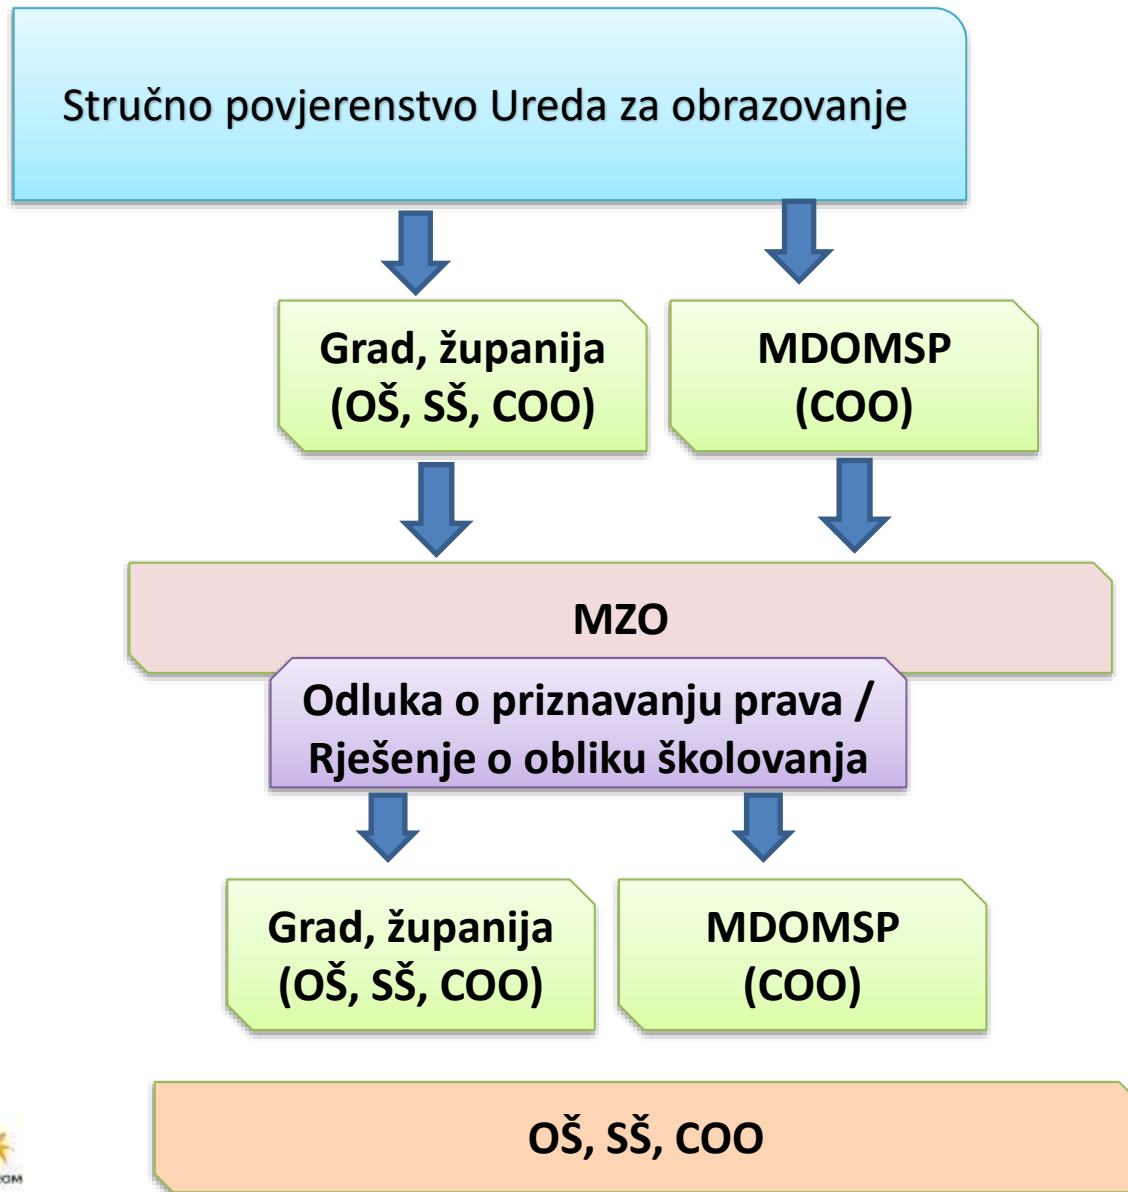 Stručno povjerenstvo Ureda za obrazovanje
Grad, županija
(OŠ, SŠ, COO)
MDOMSP
(COO)
MZO
Odluka o priznavanju prava /
Rješenje o obliku školovanja
Grad, županija
(OŠ, SŠ, COO)
MDOMSP
(COO)
OŠ, SŠ, COO